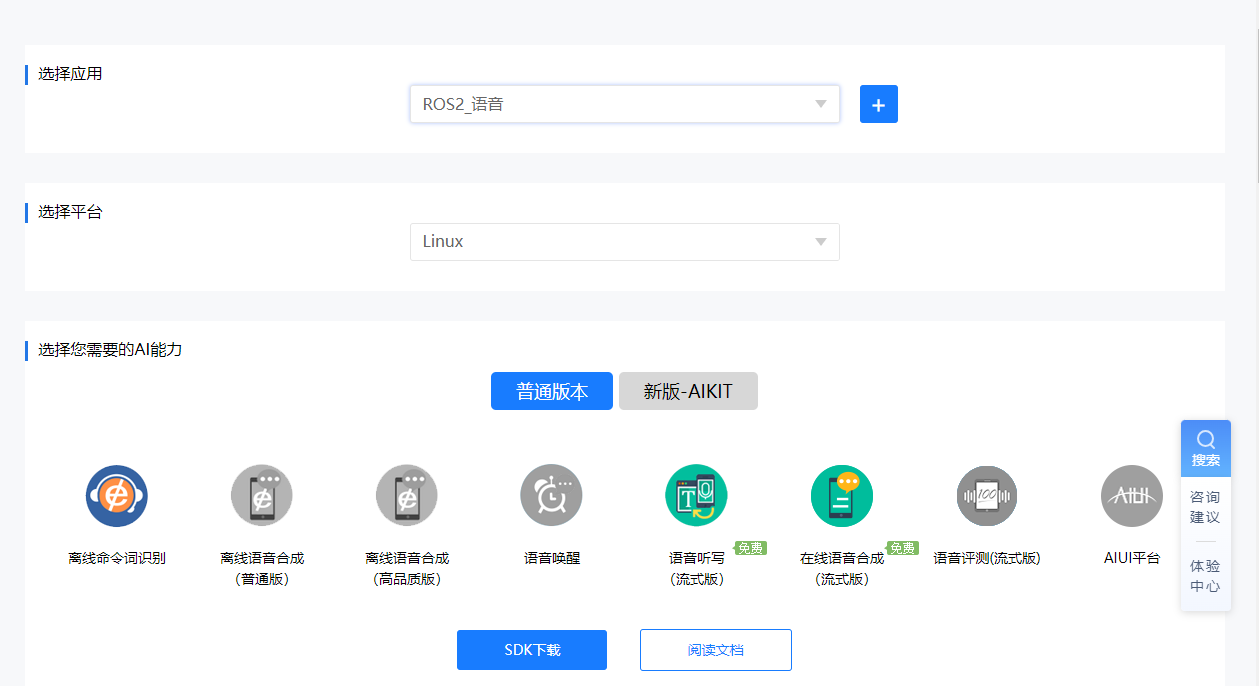 选择应用
ROS2_语音
+
选择平台
Linux
选择您需要的AI能力
普通版本
新版-AIKIT
搜索
咨询
建议
体验
中心
100
AIUI
离线命令词识别
离线语音合成
（普通版）
离线语音合成
（高品质版）
语音唤醒
T
语音听写
（流式版）
免费
在线语音合成
（流式版）
免费
语音评测(流式版)
AIUI平台
SDK下载
阅读文档